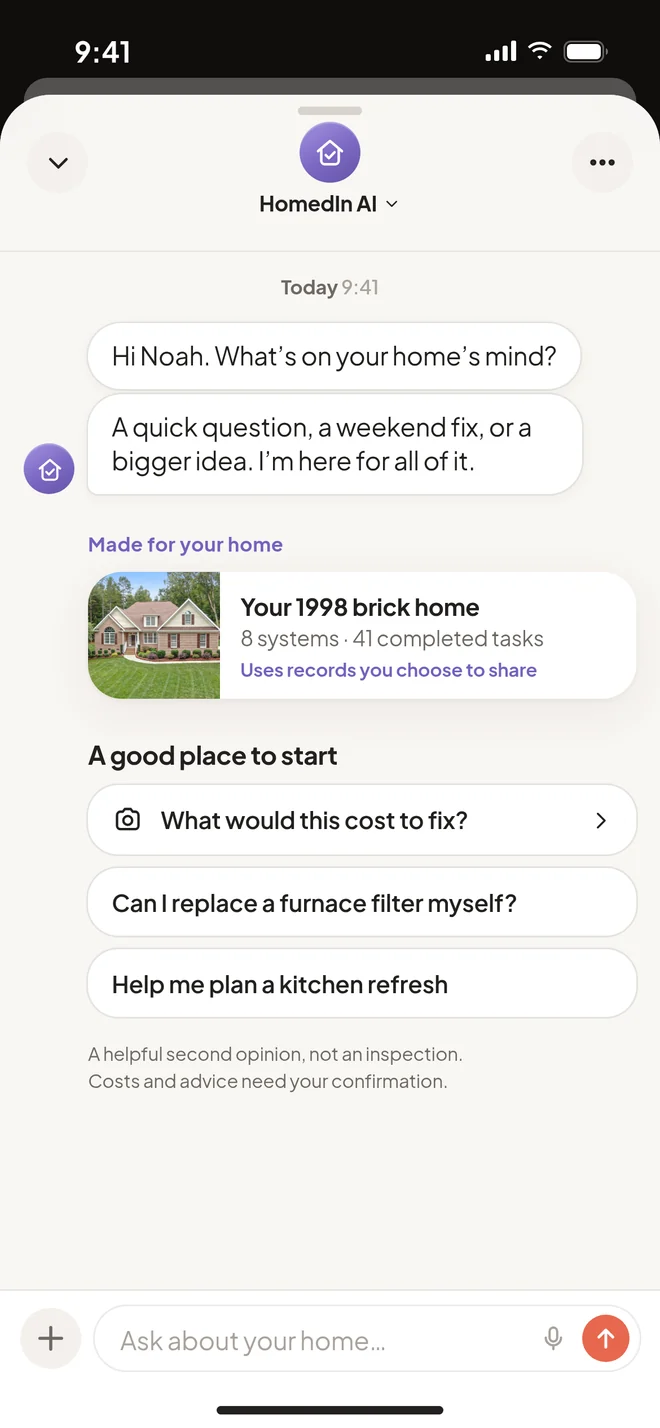 9:41
HomedIn AI
Today 9:41
Hi Noah. What’s on your home’s mind?
A quick question, a weekend fix, or a
bigger idea. I’m here for all of it.
Made for your home
Your 1998 brick home
8 systems · 41 completed tasks
Uses records you choose to share
A good place to start
What would this cost to fix?
Can I replace a furnace filter myself?
Help me plan a kitchen refresh
A helpful second opinion, not an inspection.
Costs and advice need your confirmation.
Ask about your home…